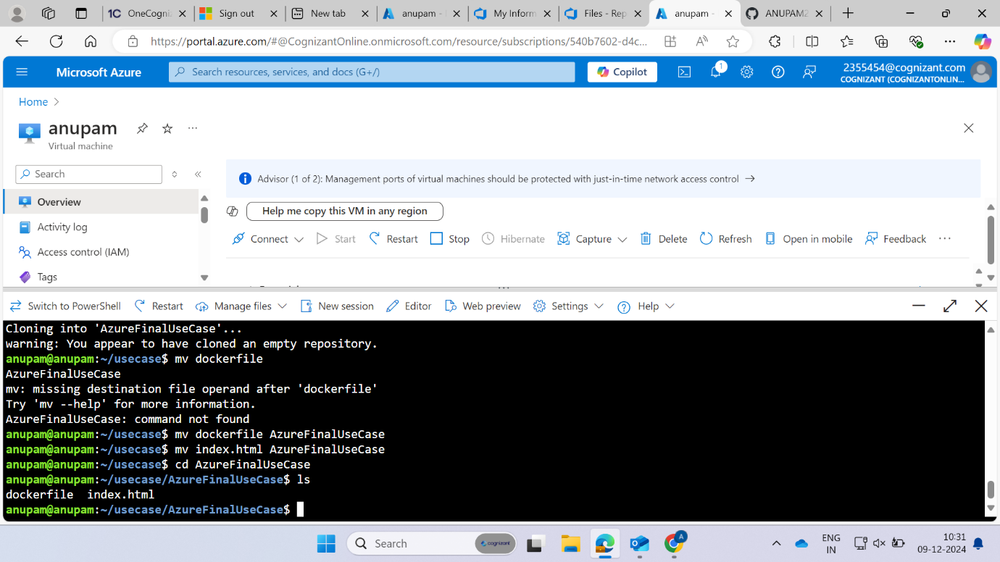 1C OneCogni
Sign out
New tab
anupam -
My Inform
Files - Rep
anupam -
ANUPAM2
https://portal.azure.com/#@CognizantOnline.onmicrosoft.com/resource/subscriptions/540b7602-d4c...
Microsoft Azure
Search resources, services, and docs (G+/)
Copilot
1
2355454@cognizant.com
COGNIZANT (COGNIZANTONLIN...
Home >
anupam
Virtual machine
Search
Overview
Activity log
Access control (IAM)
Tags
Advisor (1 of 2): Management ports of virtual machines should be protected with just-in-time network access control →
Help me copy this VM in any region
Connect Start Restart Stop Hibernate Capture Delete Refresh Open in mobile Feedback ...
Switch to PowerShell Restart Manage files New session Editor Web preview Settings Help
Cloning into 'AzureFinalUseCase'...
warning: You appear to have cloned an empty repository.
anupam@anupam:~/usecase$ mv dockerfile
AzureFinalUseCase
mv: missing destination file operand after 'dockerfile'
Try 'mv --help' for more information.
AzureFinalUseCase: command not found
anupam@anupam:~/usecase$ mv dockerfile AzureFinalUseCase
anupam@anupam:~/usecase$ mv index.html AzureFinalUseCase
anupam@anupam:~/usecase$ cd AzureFinalUseCase
anupam@anupam:~/usecase/AzureFinalUseCase$ ls
dockerfile  index.html
anupam@anupam:~/usecase/AzureFinalUseCase$
Search
cognizant
A
ENG
IN
10:31
09-12-2024